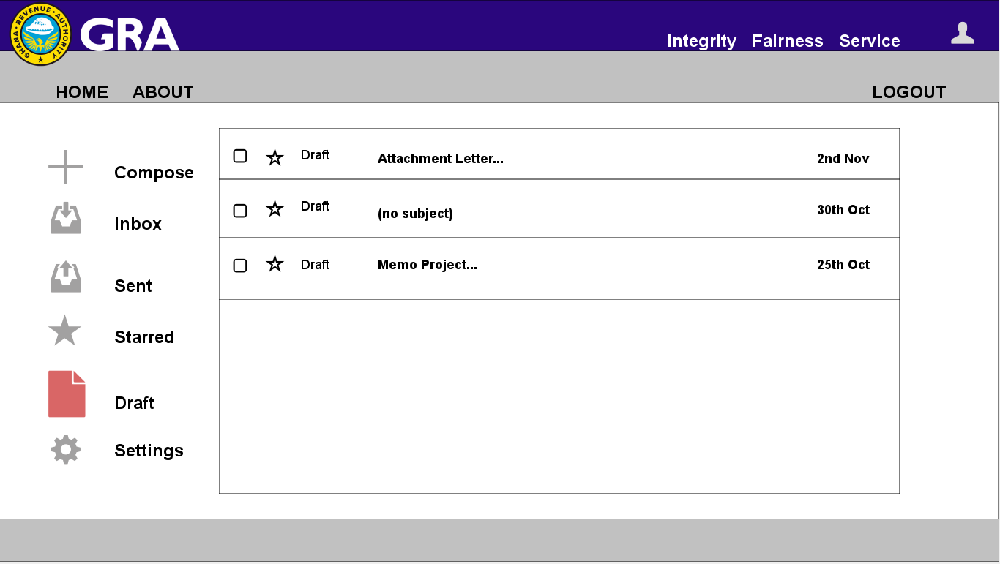 GHANA · REVENUE · AUTHORITY
GRA
Integrity Fairness Service
HOME ABOUT LOGOUT
Compose
Inbox
Sent
Starred
Draft
Settings
Draft Attachment Letter... 2nd Nov
Draft (no subject) 30th Oct
Draft Memo Project... 25th Oct